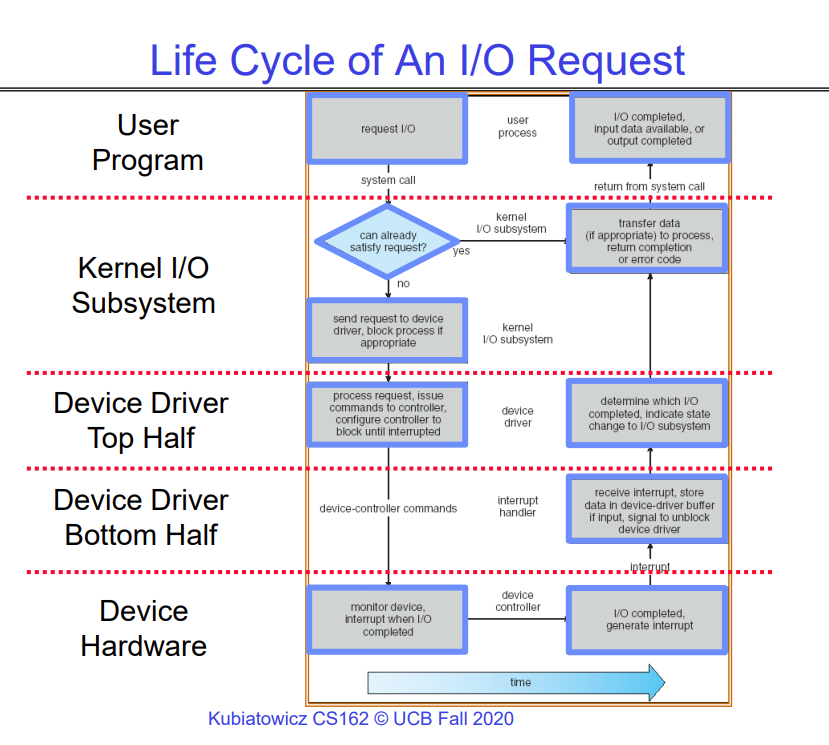 Life Cycle of An I/O Request
User
Program
request I/O
user
process
I/O completed,
input data available, or
output completed
system call
return from system call
Kernel I/O
Subsystem
can already
satisfy request?
yes
no
kernel
I/O subsystem
transfer data
(if appropriate) to process,
return completion
or error code
send request to device
driver, block process if
appropriate
kernel
I/O subsystem
Device Driver
Top Half
process request, issue
commands to controller,
configure controller to
block until interrupted
device
driver
determine which I/O
completed, indicate state
change to I/O subsystem
Device Driver
Bottom Half
device-controller commands
interrupt
handler
receive interrupt, store
data in device-driver buffer
if input, signal to unblock
device driver
interrupt
Device
Hardware
monitor device,
interrupt when I/O
completed
device
controller
I/O completed,
generate interrupt
time
Kubiatowicz CS162 © UCB Fall 2020